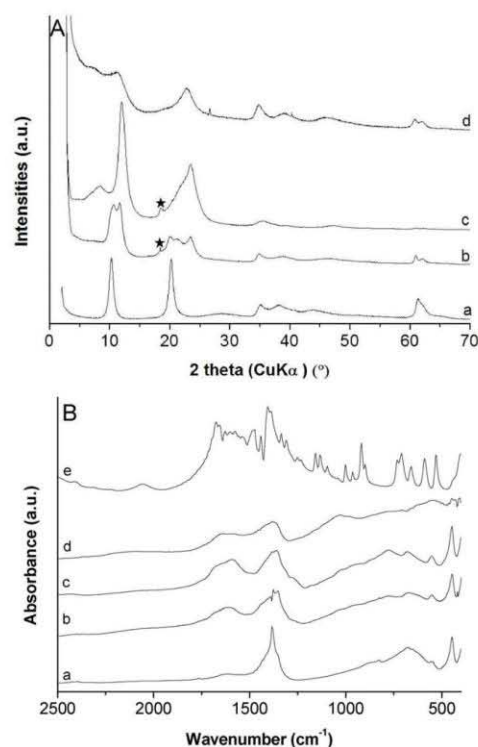 A
Intensities (a.u.)
d
c
b
a
0 10 20 30 40 50 60 70
2 theta (CuKα) (°)
B
Absorbance (a.u.)
e
d
c
b
a
2500 2000 1500 1000 500
Wavenumber (cm⁻¹)